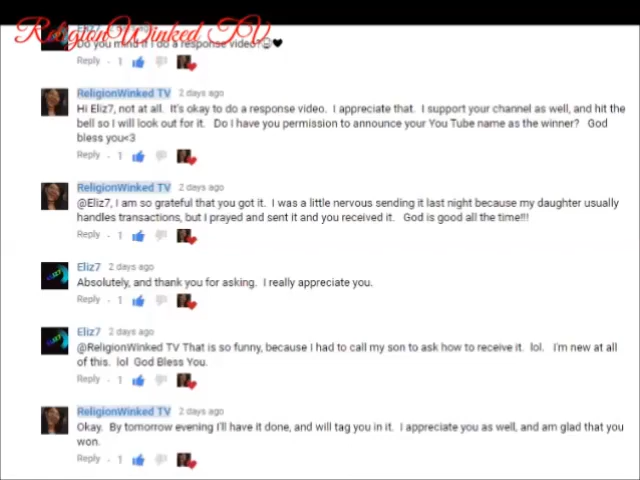 ReligionWinked TV
Eliz7
Do you mind if I do a response video?
Reply · 1
ReligionWinked TV 2 days ago
Hi Eliz7, not at all. It's okay to do a response video. I appreciate that. I support your channel as well, and hit the
bell so I will look out for it. Do I have your permission to announce your You Tube name as the winner? God
bless you<3
Reply · 1
ReligionWinked TV 2 days ago
@Eliz7, I am so grateful that you got it. I was a little nervous sending it last night because my daughter usually
handles transactions, but I prayed and sent it and you received it. God is good all the time!!!
Reply · 1
Eliz7 2 days ago
Absolutely, and thank you for asking. I really appreciate you.
Reply · 1
Eliz7 2 days ago
@ReligionWinked TV That is so funny, because I had to call my son to ask how to receive it. lol. I'm new at all
of this. lol God Bless You.
Reply · 1
ReligionWinked TV 2 days ago
Okay. By tomorrow evening I'll have it done, and will tag you in it. I appreciate you as well, and am glad that you
won.
Reply · 1